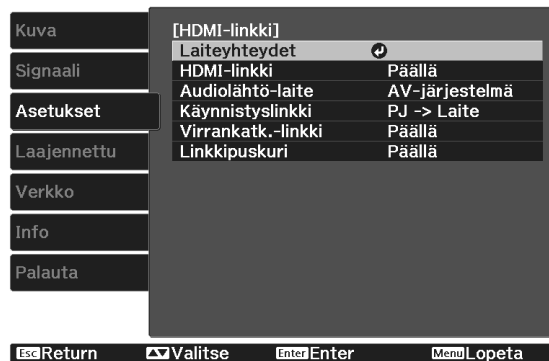 Kuva
Signaali
Asetukset
Laajennettu
Verkko
Info
Palauta
[HDMI-linkki]
Laiteyhteydet
HDMI-linkki Päällä
Audiolähtö-laite AV-järjestelmä
Käynnistyslinkki PJ -> Laite
Virrankatk.-linkki Päällä
Linkkipuskuri Päällä
Esc Return Valitse Enter Enter Menu Lopeta